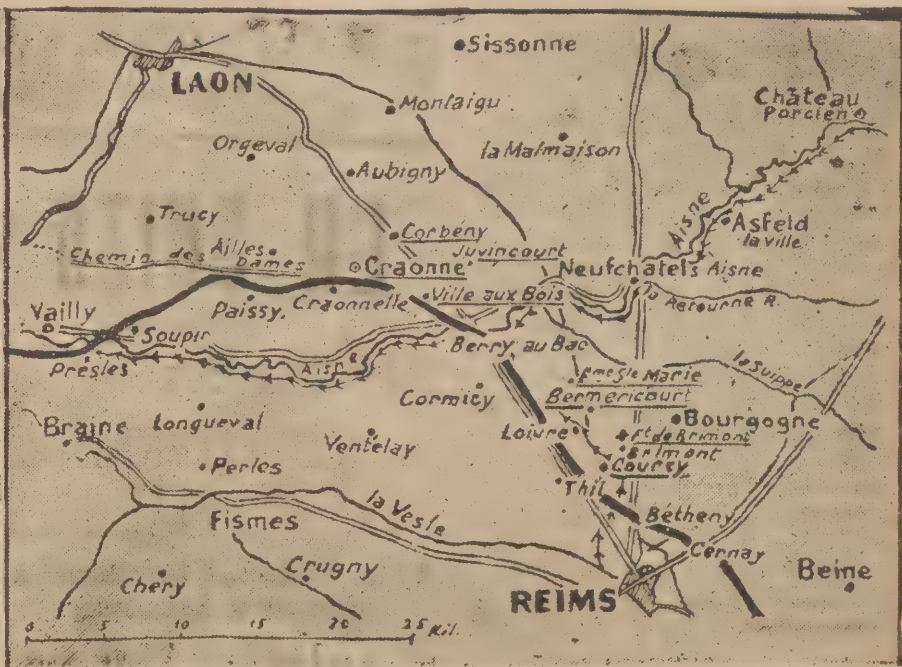 Sissonne
LAON
Montaigu
Château
Porcien
Orgeval
la Malmaison
Aubigny
Aisne
Trucy
Asfeld
la ville
Corbény
Chemin des Dames
Ailles
Juvincourt
Craonne
Neufchatel s Aisne
la Retourne R.
Ville aux Bois
Craonnelle
Paissy
Vailly
Soupir
Presles
Aisne
Berry au Bac
la Suippe
Fme Ste Marie
Cormicy
Bermericourt
Longueval
Bourgogne
Braine
Loivre
Ft de Brimont
Ventelay
Brimont
Perles
Courcy
Thil
la Vesle
Fismes
Bétheny
Cernay
Chéry
Crugny
Beine
REIMS
0 5 10 15 20 25 Kil.